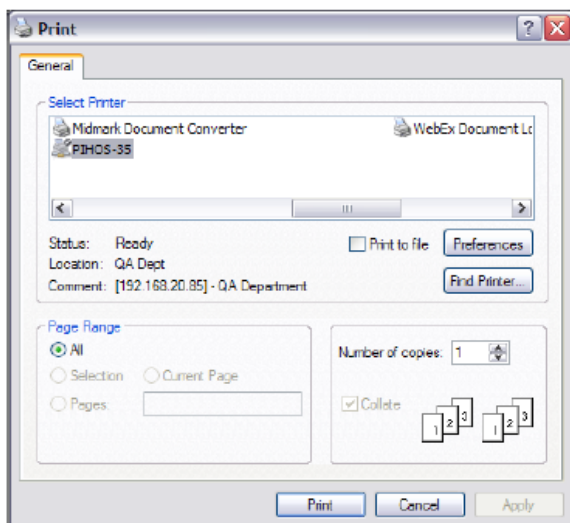 Print
General
Select Printer
Midmark Document Converter
WebEx Document Lo
PIHOS-35
Status: Ready
Print to file
Preferences
Location: QA Dept
Comment: [192.168.20.85] - QA Department
Find Printer...
Page Range
All
Number of copies: 1
Selection
Current Page
Pages:
Collate
1 2 3 1 2 3
Print
Cancel
Apply